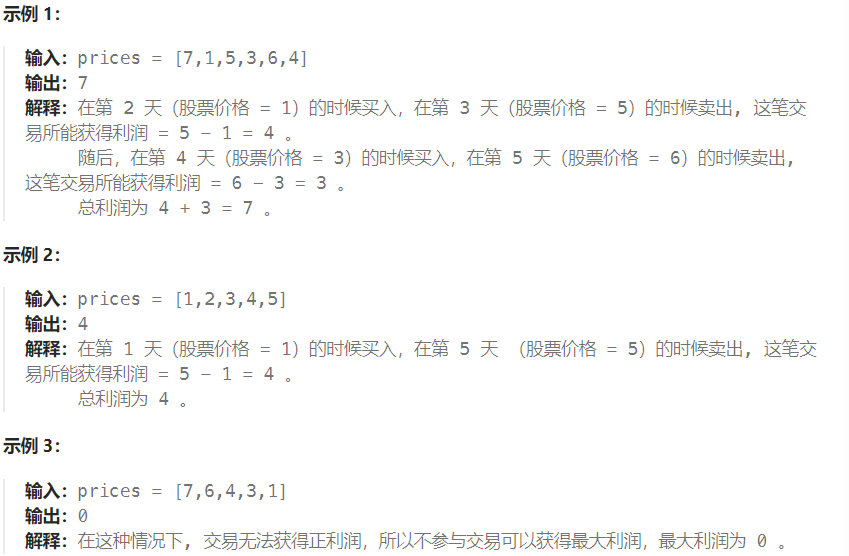 示例 1：
输入：prices = [7,1,5,3,6,4]
输出：7
解释：在第 2 天（股票价格 = 1）的时候买入，在第 3 天（股票价格 = 5）的时候卖出, 这笔交
易所能获得利润 = 5 - 1 = 4 。
随后，在第 4 天（股票价格 = 3）的时候买入，在第 5 天（股票价格 = 6）的时候卖出,
这笔交易所能获得利润 = 6 - 3 = 3 。
总利润为 4 + 3 = 7 。
示例 2：
输入：prices = [1,2,3,4,5]
输出：4
解释：在第 1 天（股票价格 = 1）的时候买入，在第 5 天 （股票价格 = 5）的时候卖出, 这笔交
易所能获得利润 = 5 - 1 = 4 。
总利润为 4 。
示例 3：
输入：prices = [7,6,4,3,1]
输出：0
解释：在这种情况下, 交易无法获得正利润，所以不参与交易可以获得最大利润，最大利润为 0 。